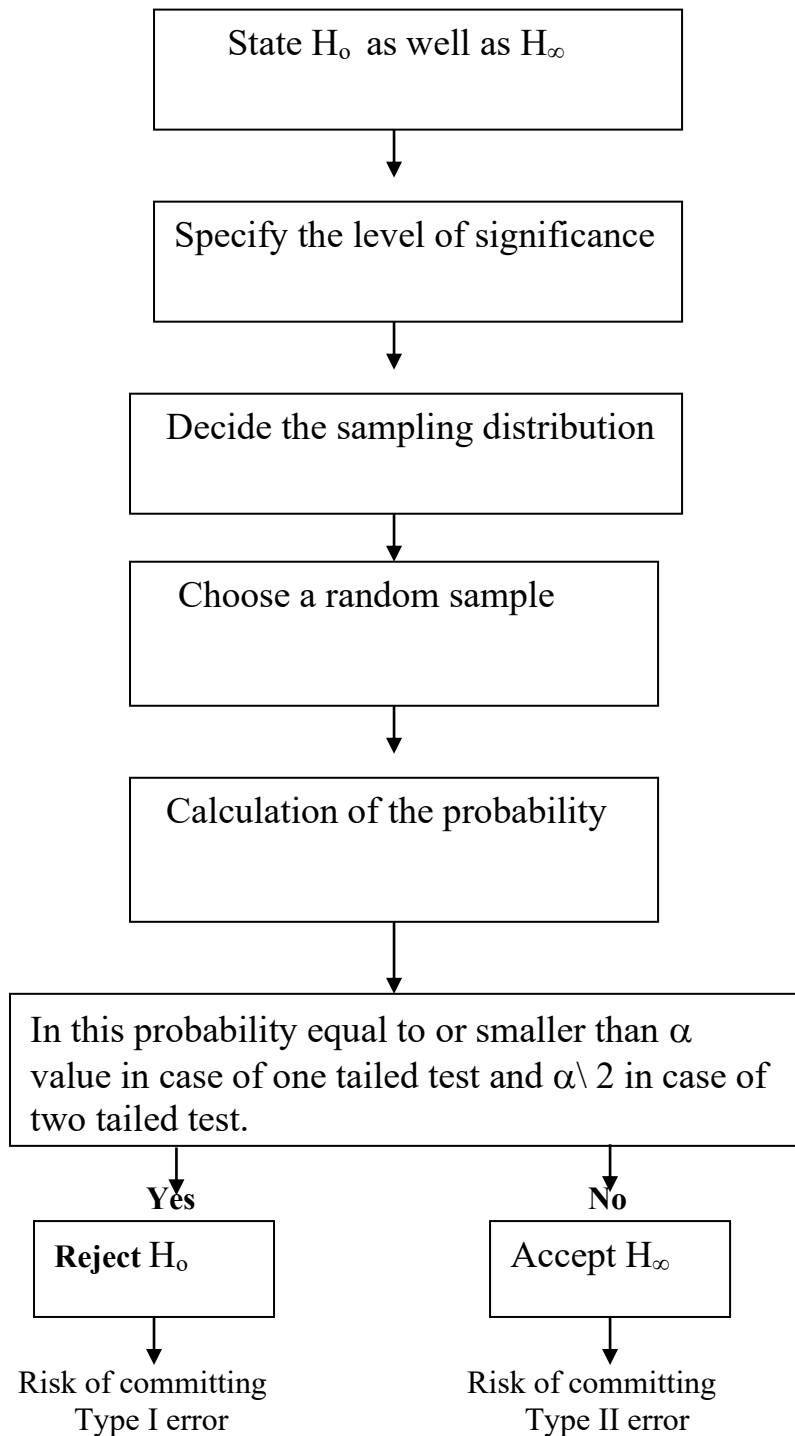 State Hₒ as well as H∞
Specify the level of significance
Decide the sampling distribution
Choose a random sample
Calculation of the probability
In this probability equal to or smaller than α
value in case of one tailed test and α\ 2 in case of
two tailed test.
Yes
No
Reject Hₒ
Accept H∞
Risk of committing
Type I error
Risk of committing
Type II error